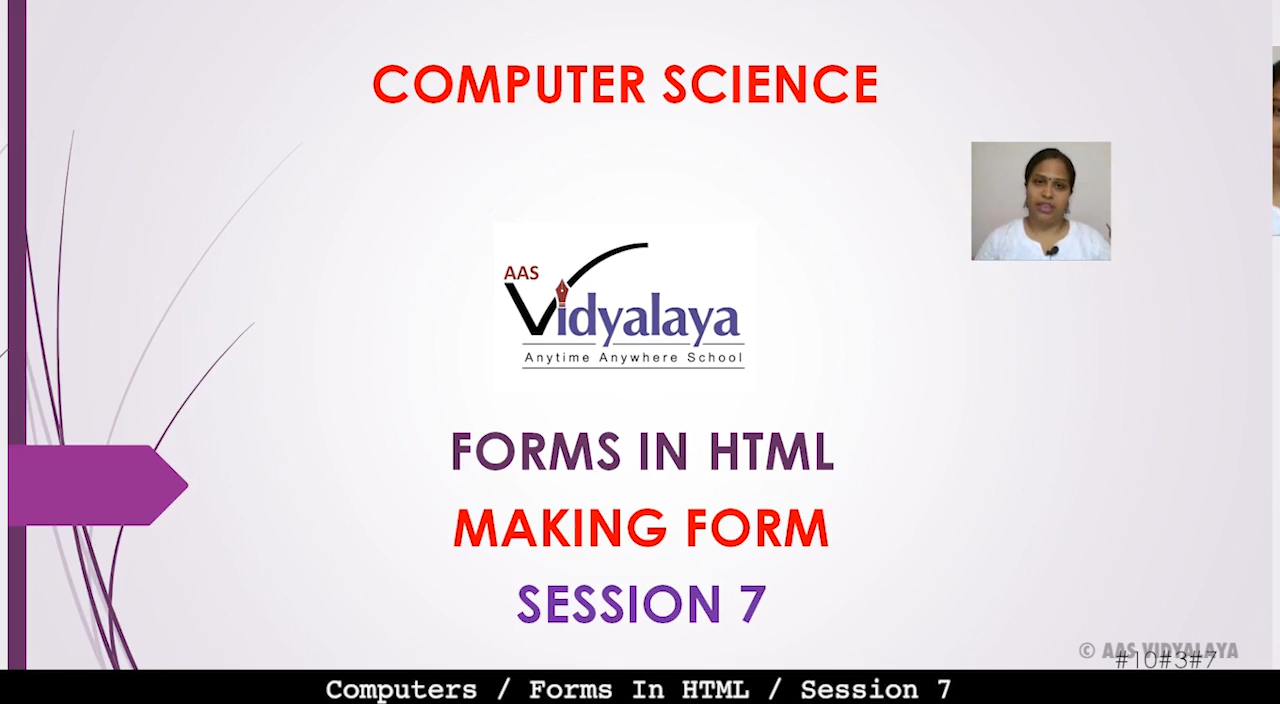 COMPUTER SCIENCE
AAS
Vidyalaya
Anytime Anywhere School
FORMS IN HTML
MAKING FORM
SESSION 7
© AAS VIDYALAYA
#10#3#7
Computers / Forms In HTML / Session 7